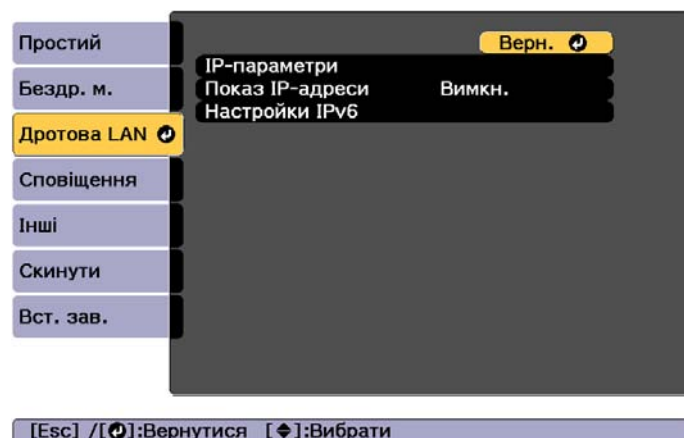 Простий
Бездр. м.
Дротова LAN
Сповіщення
Інші
Скинути
Вст. зав.
Верн.
IP-параметри
Показ IP-адреси Вимкн.
Настройки IPv6
[Esc] /[]:Вернутися []:Вибрати